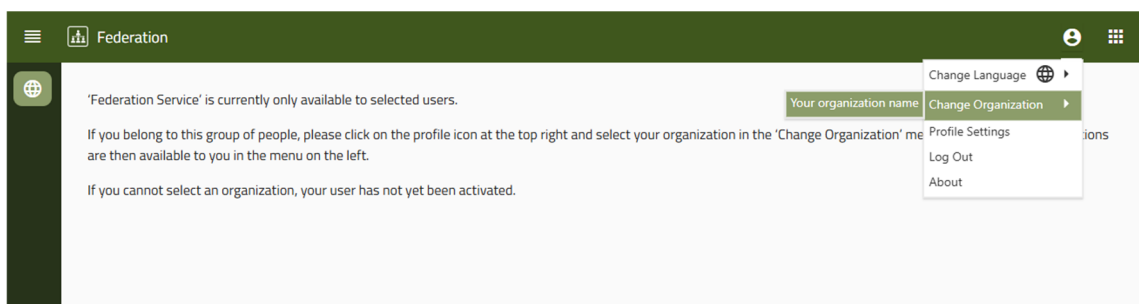 Federation
Change Language
'Federation Service' is currently only available to selected users.
Your organization name
Change Organization
If you belong to this group of people, please click on the profile icon at the top right and select your organization in the 'Change Organization' me
Profile Settings
ions
are then available to you in the menu on the left.
Log Out
If you cannot select an organization, your user has not yet been activated.
About